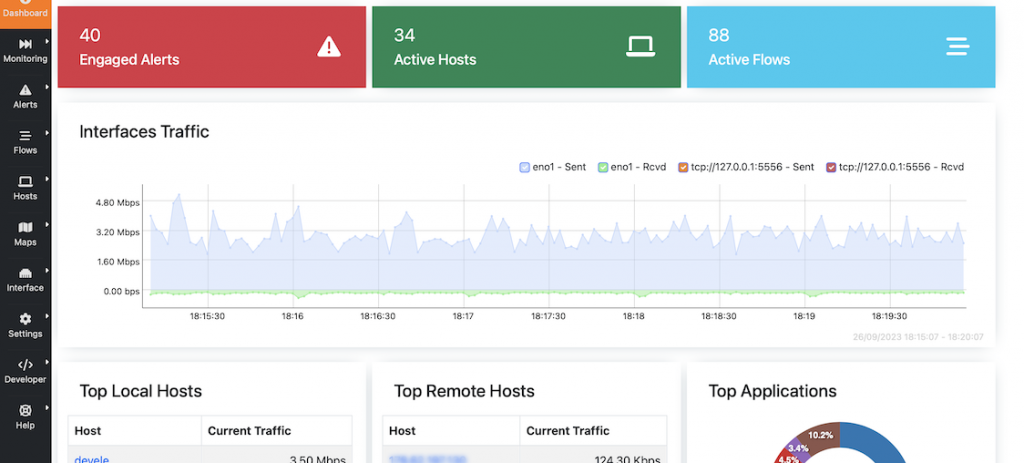 Dashboard
Monitoring
Alerts
Flows
Hosts
Maps
Interface
Settings
Developer
Help
40
Engaged Alerts
34
Active Hosts
88
Active Flows
Interfaces Traffic
eno1 - Sent eno1 - Rcvd tcp://127.0.0.1:5556 - Sent tcp://127.0.0.1:5556 - Rcvd
4.80 Mbps
3.20 Mbps
1.60 Mbps
0.00 bps
18:15:30 18:16 18:16:30 18:17 18:17:30 18:18 18:18:30 18:19 18:19:30
26/09/2023 18:15:07 - 18:20:07
Top Local Hosts
Host Current Traffic
devele 3.50 Mbps
Top Remote Hosts
Host Current Traffic
124.30 Kbps
Top Applications
10.2%
3.4%
4.5%